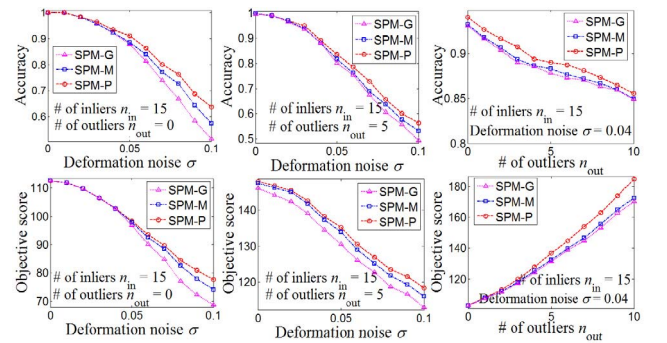 1
0.9
0.8
0.7
0.6
Accuracy
SPM-G
SPM-M
SPM-P
# of inliers n_in = 15
# of outliers n_out = 0
0 0.05 0.1
Deformation noise σ
1
0.9
0.8
0.7
0.6
0.5
Accuracy
SPM-G
SPM-M
SPM-P
# of inliers n_in = 15
# of outliers n_out = 5
0 0.05 0.1
Deformation noise σ
0.9
0.85
0.8
Accuracy
SPM-G
SPM-M
SPM-P
# of inliers n_in = 15
Deformation noise σ = 0.04
0 5 10
# of outliers n_out
110
100
90
80
70
Objective score
SPM-G
SPM-M
SPM-P
# of inliers n_in = 15
# of outliers n_out = 0
0 0.05 0.1
Deformation noise σ
140
120
Objective score
SPM-G
SPM-M
SPM-P
# of inliers n_in = 15
# of outliers n_out = 5
0 0.05 0.1
Deformation noise σ
180
160
140
120
Objective score
SPM-G
SPM-M
SPM-P
# of inliers n_in = 15
Deformation noise σ = 0.04
0 5 10
# of outliers n_out